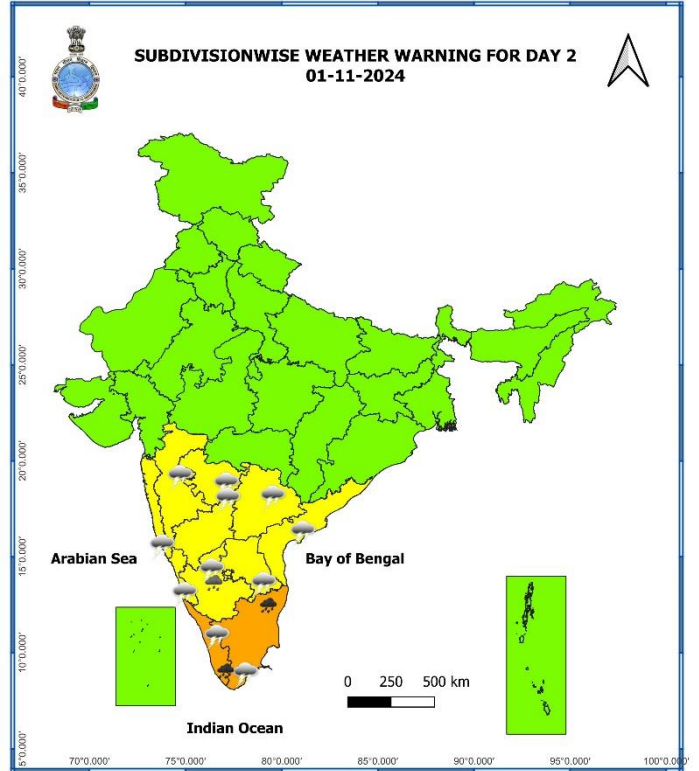 SUBDIVISIONWISE WEATHER WARNING FOR DAY 2
01-11-2024
40°0.000'
35°0.000'
30°0.000'
25°0.000'
20°0.000'
15°0.000'
10°0.000'
5°0.000'
Arabian Sea
Bay of Bengal
0 250 500 km
Indian Ocean
70°0.000' 75°0.000' 80°0.000' 85°0.000' 90°0.000' 95°0.000' 100°0.000'